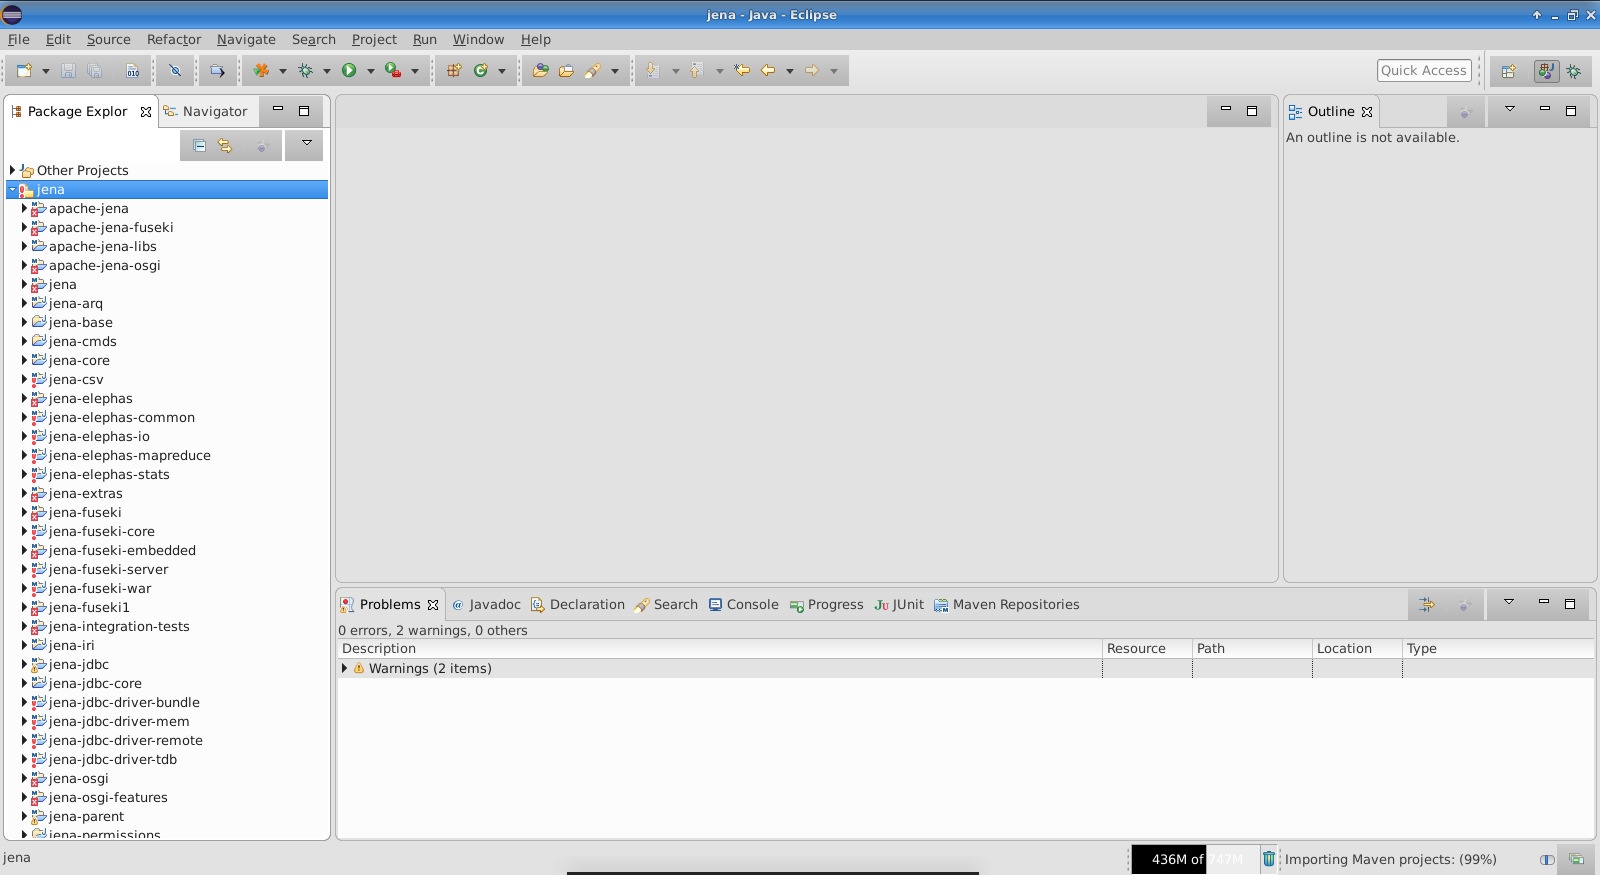 jena - Java - Eclipse
File Edit Source Refactor Navigate Search Project Run Window Help
010
Quick Access
Package Explor Navigator
Other Projects
jena
apache-jena
apache-jena-fuseki
apache-jena-libs
apache-jena-osgi
jena
jena-arq
jena-base
jena-cmds
jena-core
jena-csv
jena-elephas
jena-elephas-common
jena-elephas-io
jena-elephas-mapreduce
jena-elephas-stats
jena-extras
jena-fuseki
jena-fuseki-core
jena-fuseki-embedded
jena-fuseki-server
jena-fuseki-war
jena-fuseki1
jena-integration-tests
jena-iri
jena-jdbc
jena-jdbc-core
jena-jdbc-driver-bundle
jena-jdbc-driver-mem
jena-jdbc-driver-remote
jena-jdbc-driver-tdb
jena-osgi
jena-osgi-features
jena-parent
jena-permissions
Outline
An outline is not available.
Problems @ Javadoc Declaration Search Console Progress Ju JUnit Maven Repositories
0 errors, 2 warnings, 0 others
Description Resource Path Location Type
Warnings (2 items)
jena
436M of 747M
Importing Maven projects: (99%)